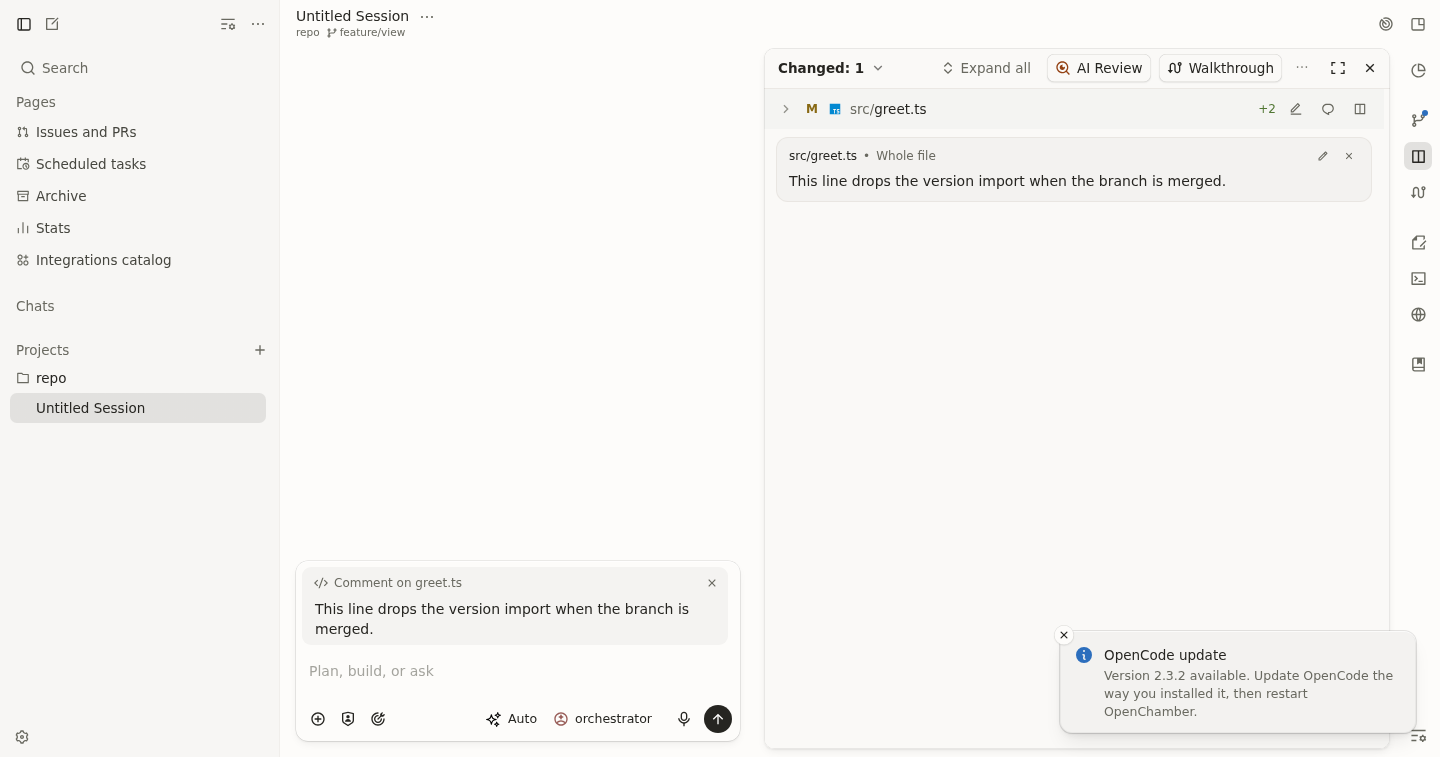 Untitled Session
repo feature/view
Search
Pages
Issues and PRs
Scheduled tasks
Archive
Stats
Integrations catalog
Chats
Projects
repo
Untitled Session
Changed: 1
Expand all
AI Review
Walkthrough
M TS src/greet.ts
+2
src/greet.ts • Whole file
This line drops the version import when the branch is merged.
Comment on greet.ts
This line drops the version import when the branch is
merged.
Plan, build, or ask
Auto
orchestrator
OpenCode update
Version 2.3.2 available. Update OpenCode the
way you installed it, then restart
OpenChamber.